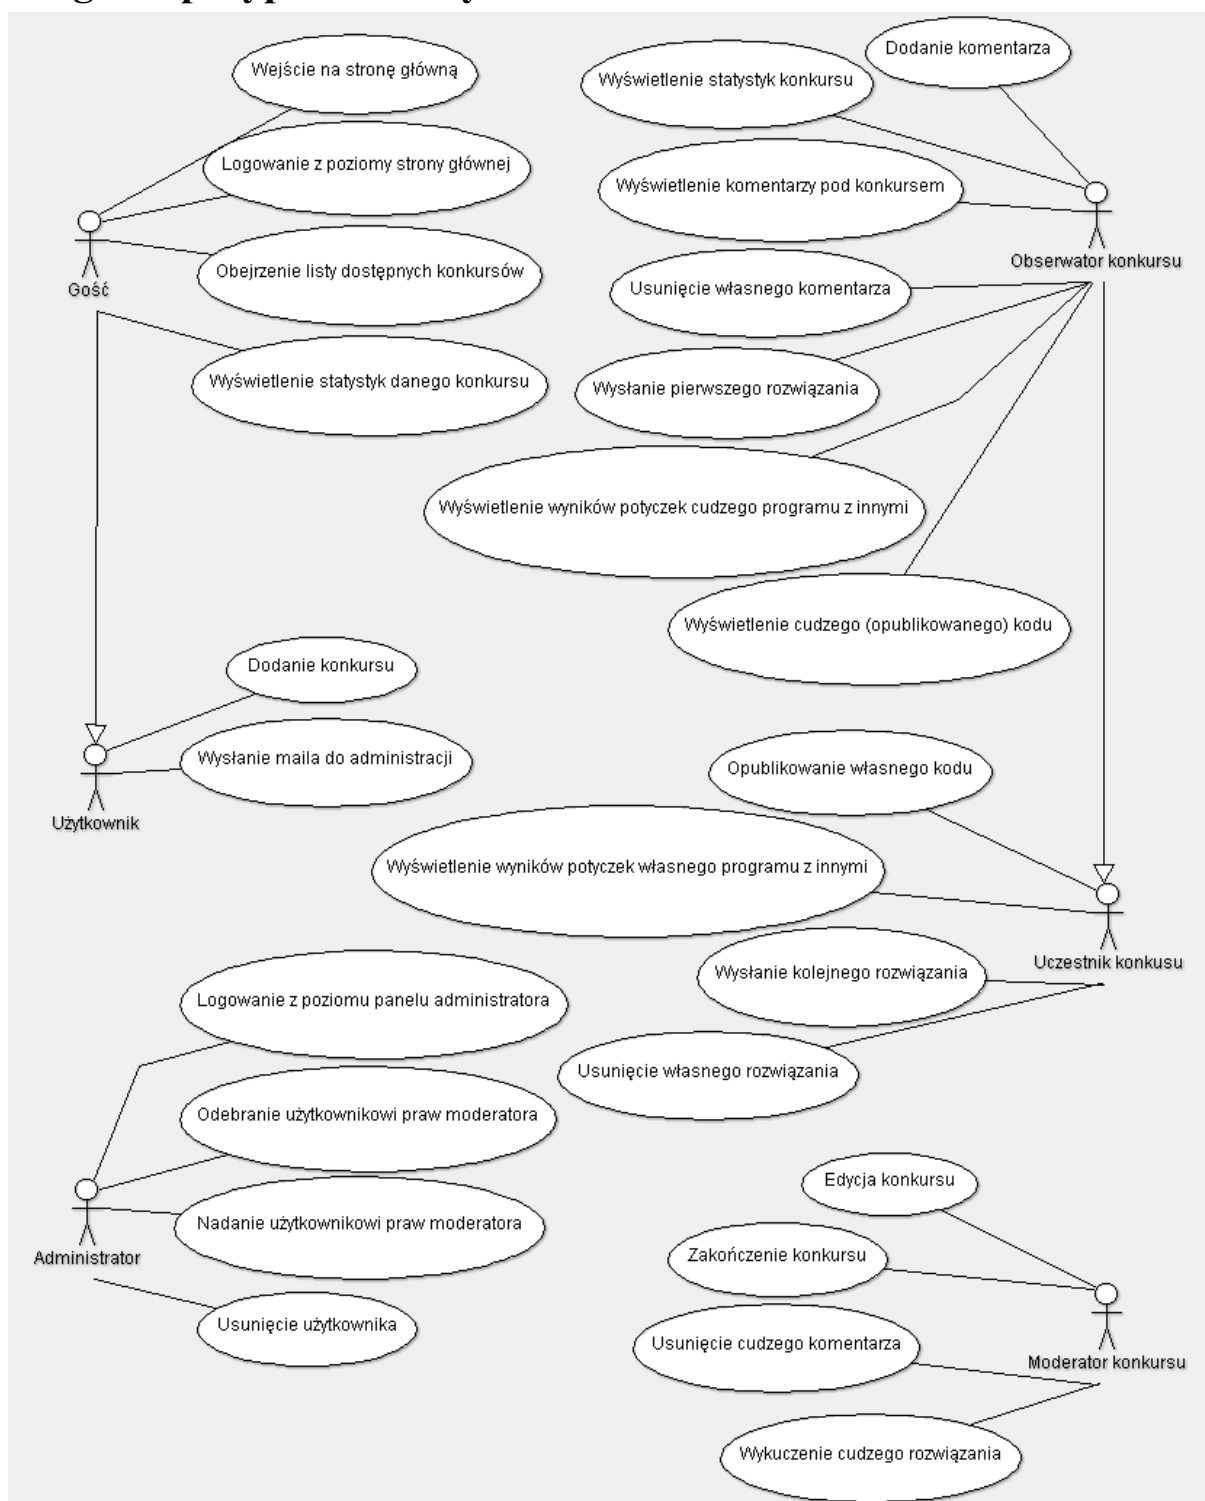 Wejście na stronę główną
Dodanie komentarza
Wyświetlenie statystyk konkursu
Logowanie z poziomy strony głównej
Wyświetlenie komentarzy pod konkursem
Gość
Obserwator konkursu
Obejrzenie listy dostępnych konkursów
Usunięcie własnego komentarza
Wyświetlenie statystyk danego konkursu
Wysłanie pierwszego rozwiązania
Wyświetlenie wyników potyczek cudzego programu z innymi
Wyświetlenie cudzego (opublikowanego) kodu
Dodanie konkursu
Wysłanie maila do administracji
Użytkownik
Opublikowanie własnego kodu
Wyświetlenie wyników potyczek własnego programu z innymi
Uczestnik konkusu
Wysłanie kolejnego rozwiązania
Logowanie z poziomu panelu administratora
Usunięcie własnego rozwiązania
Odebranie użytkownikowi praw moderatora
Edycja konkursu
Nadanie użytkownikowi praw moderatora
Administrator
Zakończenie konkursu
Usunięcie użytkownika
Usunięcie cudzego komentarza
Moderator konkursu
Wykuczenie cudzego rozwiązania